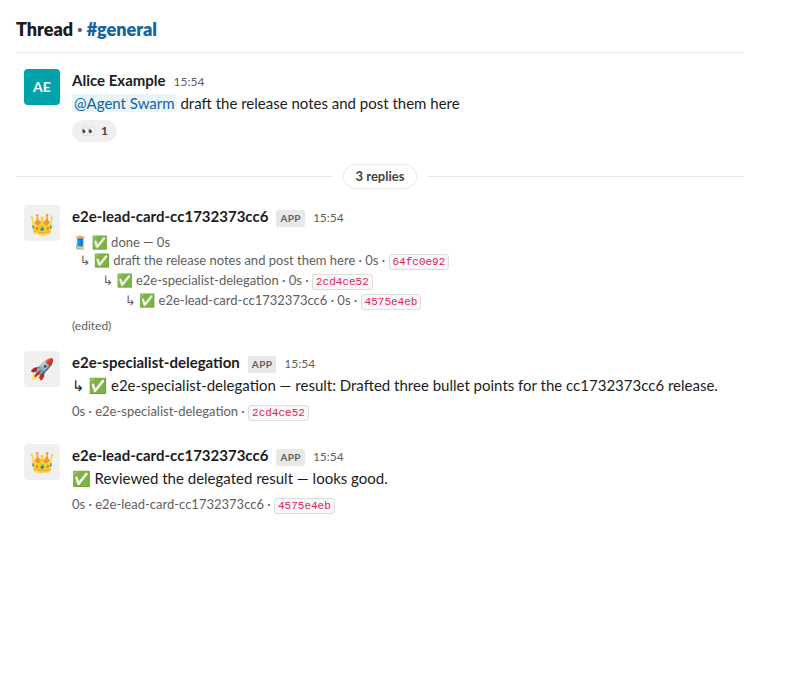 Thread • #general
AE
Alice Example 15:54
@Agent Swarm draft the release notes and post them here
👀 1
3 replies
e2e-lead-card-cc1732373cc6 APP 15:54
🧵 ✅ done — 0s
↳ ✅ draft the release notes and post them here · 0s · 64fc0e92
↳ ✅ e2e-specialist-delegation · 0s · 2cd4ce52
↳ ✅ e2e-lead-card-cc1732373cc6 · 0s · 4575e4eb
(edited)
e2e-specialist-delegation APP 15:54
↳ ✅ e2e-specialist-delegation — result: Drafted three bullet points for the cc1732373cc6 release.
0s · e2e-specialist-delegation · 2cd4ce52
e2e-lead-card-cc1732373cc6 APP 15:54
✅ Reviewed the delegated result — looks good.
0s · e2e-lead-card-cc1732373cc6 · 4575e4eb